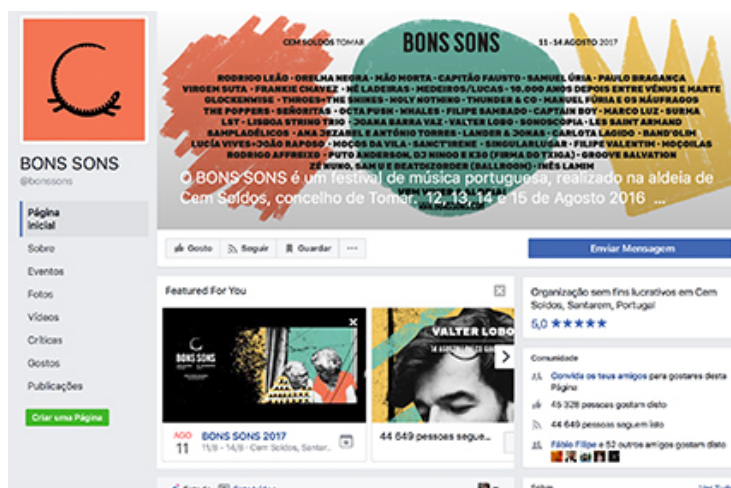 CEM SOLDOS TOMAR
BONS SONS
11 - 14 AGOSTO 2017
RODRIGO LEÃO · ORELHA NEGRA · MÃO MORTA · CAPITÃO FAUSTO · SAMUEL ÚRIA · PAULO BRAGANÇA
VIRGEM SUTA · FRANKIE CHAVEZ · NÉ LADEIRAS · MEDEIROS/LUCAS · 10.000 ANOS DEPOIS ENTRE VÉNUS E MARTE
GLOCKENWISE · THROES+THE SHINES · HOLY NOTHING · THUNDER & CO · MANUEL FÚRIA E OS NÁUFRAGOS
THE POPPERS · SEÑORITAS · OCTA PUSH · WHALES · FILIPE SAMBADO · CAPTAIN BOY · MARCO LUZ · SURMA
LST - LISBOA STRING TRIO · JOANA BARRA VAZ · VALTER LOBO · SONOSCOPIA · LES SAINT ARMAND
SAMPLADÉLICOS · ANA JEZABEL E ANTÓNIO TORRES · LANDER & JONAS · CARLOTA LAGIDO · BAND'OLIM
LUCÍA VIVES+JOÃO RAPOSO · MOÇOS DA VILA · SANCT'IRENE · SINGULARLUGAR · FILIPE VALENTIM · MOÇOILAS
RODRIGO AFFREIXO · PUTO ANDERSON, DJ NINOO E K30 (FIRMA DO TXIGA) · GROOVE SALVATION
ZÉ NUNO, SAM U E BEATDIZORDER (BALLROOM) · INÊS LAMIM
O BONS SONS é um festival de música portuguesa, realizado na aldeia de
Cem Soldos, concelho de Tomar. 12, 13, 14 e 15 de Agosto 2016 ...
BONS SONS
@bonssons
Página
Inicial
Sobre
Eventos
Fotos
Vídeos
Críticas
Gostos
Publicações
Criar uma Página
Gosto
Seguir
Guardar
Enviar Mensagem
Featured For You
BONS SONS
VALTER LOBO
AGO
11
BONS SONS 2017
11/8 - 14/8 · Cem Soldos, Santar...
44 649 pessoas segue...
Organização sem fins lucrativos em Cem
Soldos, Santarem, Portugal
5,0 ★★★★★
Comunidade
Convida os teus amigos para gostares desta
Página
45 328 pessoas gostam disto
44 649 pessoas seguem isto
Fábio Filipe e 52 outros amigos gostam disto